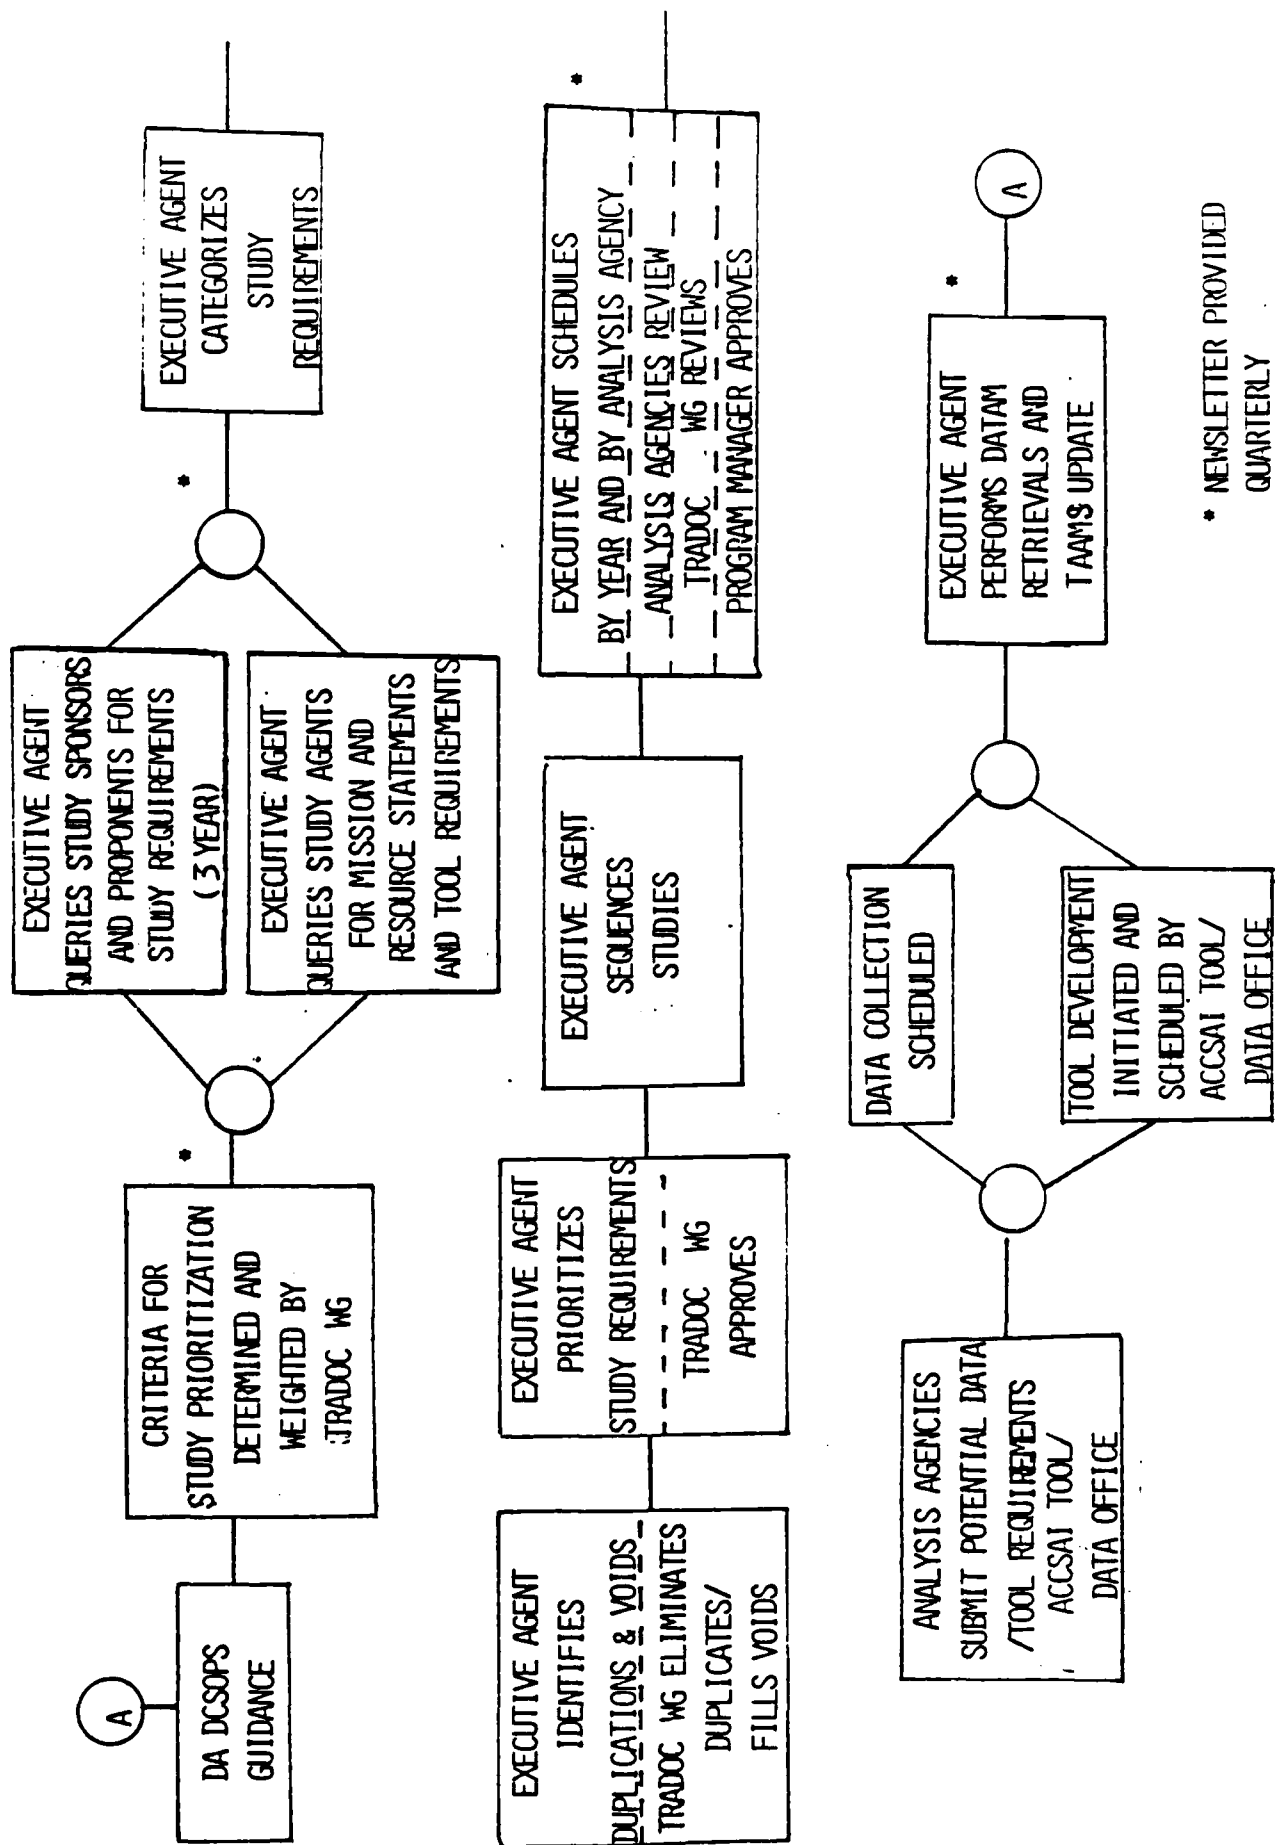 A
DA DCSOPS
GUIDANCE
CRITERIA FOR
STUDY PRIORITIZATION
DETERMINED AND
WEIGHTED BY
TRADOC WG
*
EXECUTIVE AGENT
QUERIES STUDY SPONSORS
AND PROPONENTS FOR
STUDY REQUIREMENTS
(3 YEAR)
EXECUTIVE AGENT
QUERIES STUDY AGENTS
FOR MISSION AND
RESOURCE STATEMENTS
AND TOOL REQUIREMENTS
*
EXECUTIVE AGENT
CATEGORIZES
STUDY
REQUIREMENTS
EXECUTIVE AGENT
IDENTIFIES
DUPLICATIONS & VOIDS
TRADOC WG ELIMINATES
DUPLICATES/
FILLS VOIDS
EXECUTIVE AGENT
PRIORITIZES
STUDY REQUIREMENTS
TRADOC WG
APPROVES
EXECUTIVE AGENT
SEQUENCES
STUDIES
EXECUTIVE AGENT SCHEDULES
BY YEAR AND BY ANALYSIS AGENCY
ANALYSIS AGENCIES REVIEW
TRADOC WG REVIEWS
PROGRAM MANAGER APPROVES
*
ANALYSIS AGENCIES
SUBMIT POTENTIAL DATA
/TOOL REQUIREMENTS
ACCSAI TOOL/
DATA OFFICE
DATA COLLECTION
SCHEDULED
TOOL DEVELOPMENT
INITIATED AND
SCHEDULED BY
ACCSAI TOOL/
DATA OFFICE
EXECUTIVE AGENT
PERFORMS DATAM
RETRIEVALS AND
TAAMS UPDATE
*
A
* NEWSLETTER PROVIDED
QUARTERLY